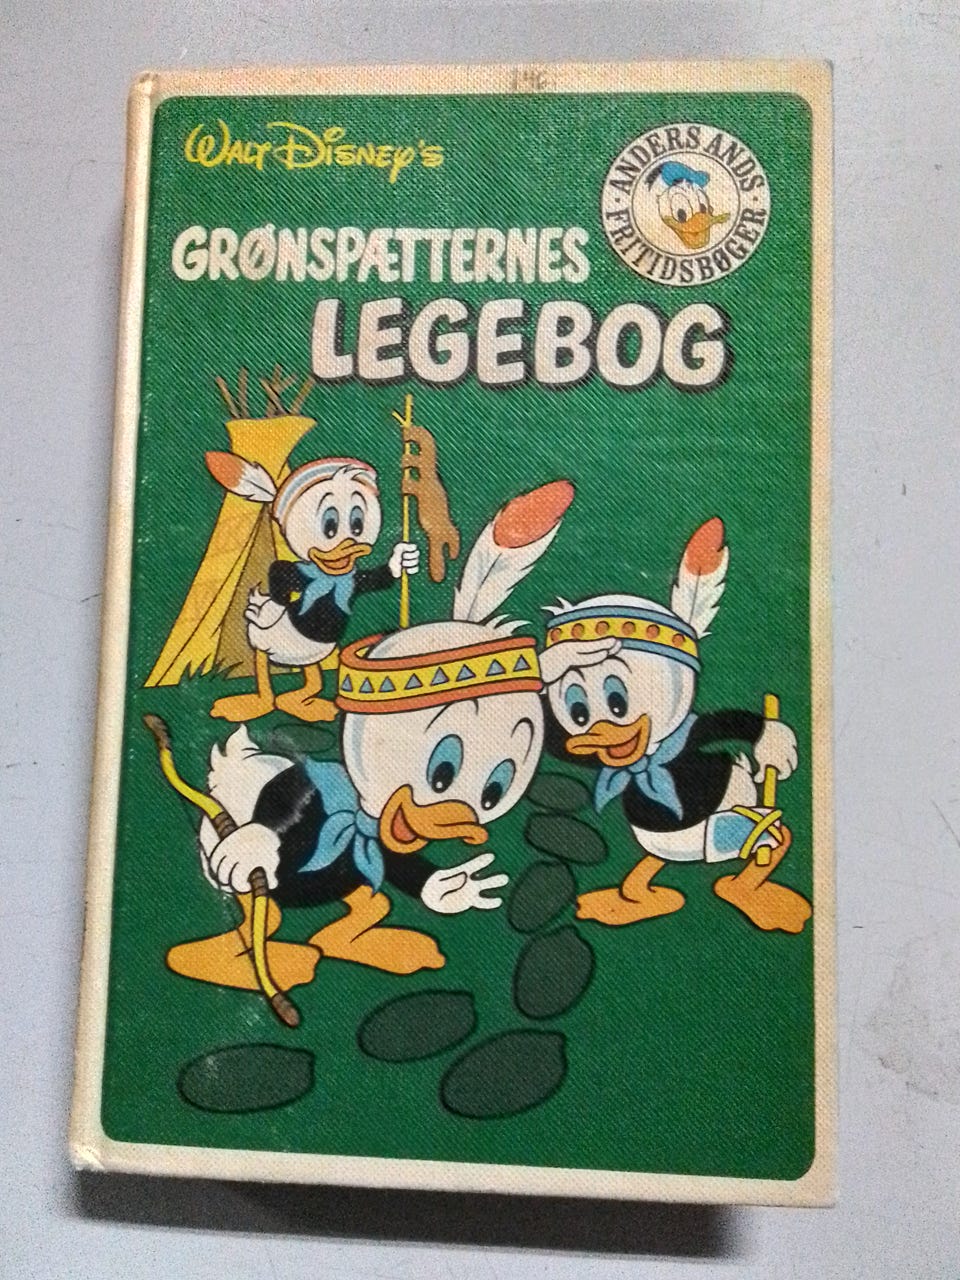 WALT DISNEY'S
ANDERS ANDS
· FRITIDSBØGER ·
GRØNSPÆTTERNES
LEGEBOG